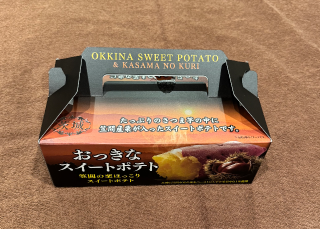 OKKINA SWEET POTATO
& KASAMA NO KURI
たっぷりのさつま芋の中に
笠間産栗が入ったスイートポテトです。
おっきな
スイートポテト
笠間の栗ほっこり
スイートポテト